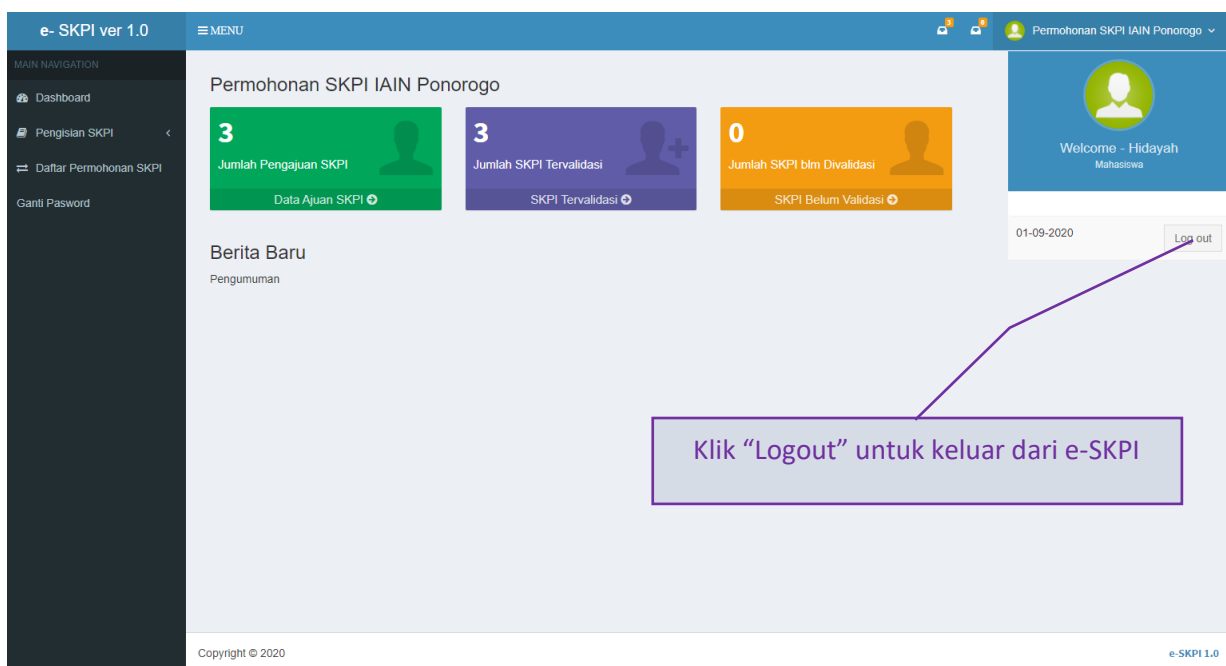 e- SKPI ver 1.0
MENU
3
0
Permohonan SKPI IAIN Ponorogo
MAIN NAVIGATION
Dashboard
Pengisian SKPI
Daftar Permohonan SKPI
Ganti Pasword
Permohonan SKPI IAIN Ponorogo
3
Jumlah Pengajuan SKPI
Data Ajuan SKPI
3
Jumlah SKPI Tervalidasi
SKPI Tervalidasi
0
Jumlah SKPI blm Divalidasi
SKPI Belum Validasi
Welcome - Hidayah
Mahasiswa
01-09-2020
Log out
Berita Baru
Pengumuman
Klik “Logout” untuk keluar dari e-SKPI
Copyright © 2020
e-SKPI 1.0